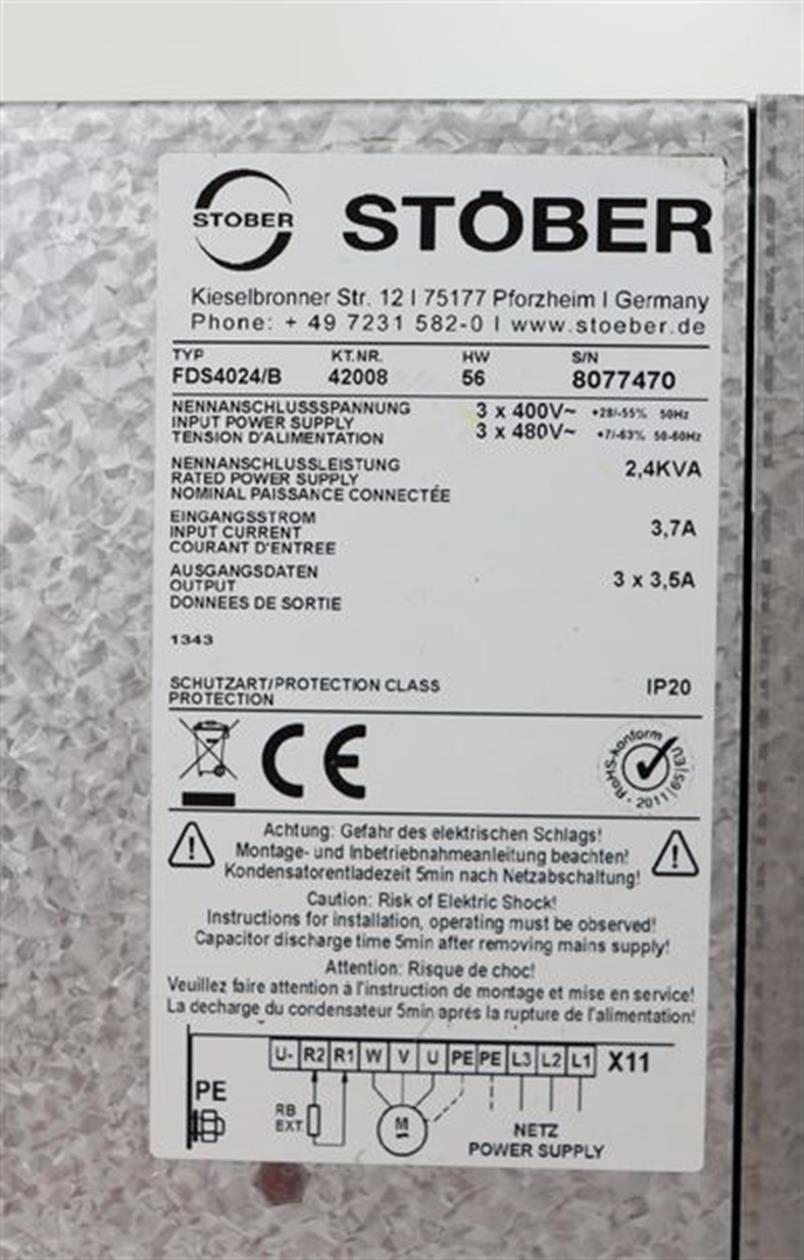 STÖBER
STÖBER
Kieselbronner Str. 12 | 75177 Pforzheim | Germany
Phone: + 49 7231 582-0 | www.stoeber.de
TYP KT.NR. HW S/N
FDS4024/B 42008 56 8077470
NENNANSCHLUSSSPANNUNG 3 x 400V~ +28/-55% 50Hz
INPUT POWER SUPPLY 3 x 480V~ +7/-63% 50-60Hz
TENSION D'ALIMENTATION
NENNANSCHLUSSLEISTUNG 2,4KVA
RATED POWER SUPPLY
NOMINAL PAISSANCE CONNECTÉE
EINGANGSSTROM 3,7A
INPUT CURRENT
COURANT D'ENTREE
AUSGANGSDATEN 3 x 3,5A
OUTPUT
DONNEES DE SORTIE
1343
SCHUTZART/PROTECTION CLASS IP20
PROTECTION
CE
RoHS-konform · 2011/65/EU
Achtung: Gefahr des elektrischen Schlags!
Montage- und Inbetriebnahmeanleitung beachten!
Kondensatorentladezeit 5min nach Netzabschaltung!
Caution: Risk of Elektric Shock!
Instructions for installation, operating must be observed!
Capacitor discharge time 5min after removing mains supply!
Attention: Risque de choc!
Veuillez faire attention à l'instruction de montage et mise en service!
La decharge du condensateur 5min aprés la rupture de l'alimentation!
U- R2 R1 W V U PE PE L3 L2 L1 X11
PE
RB
EXT.
M
NETZ
POWER SUPPLY